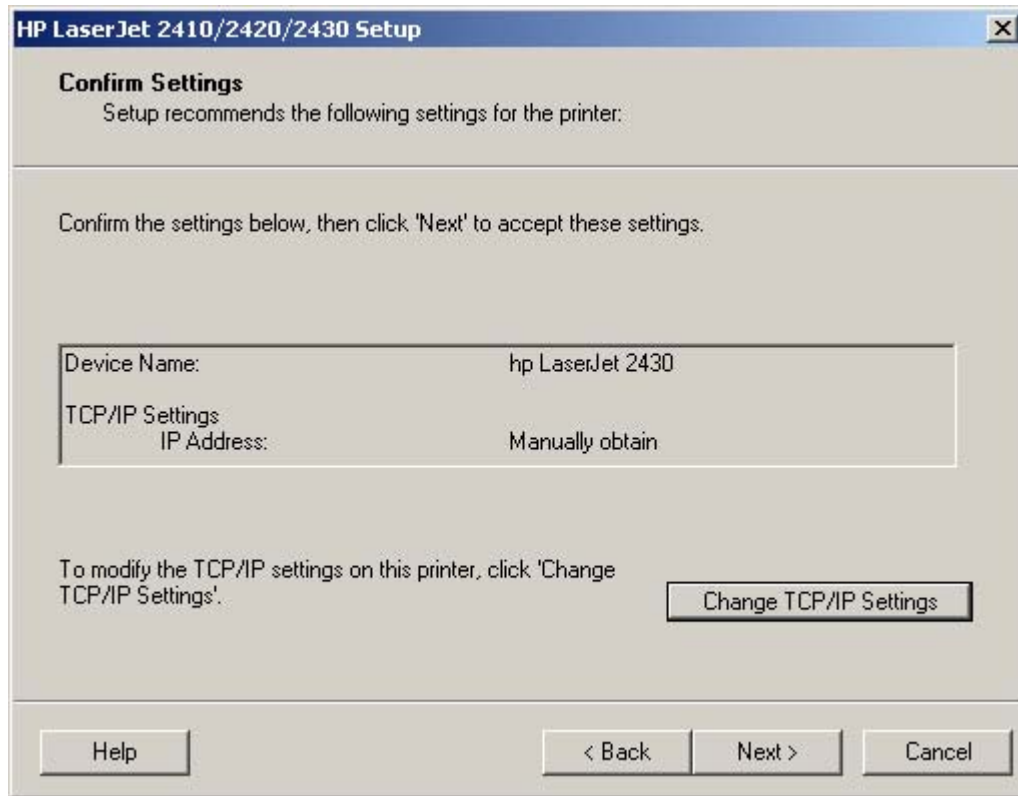 HP LaserJet 2410/2420/2430 Setup
Confirm Settings
Setup recommends the following settings for the printer:
Confirm the settings below, then click 'Next' to accept these settings.
Device Name: hp LaserJet 2430
TCP/IP Settings
IP Address: Manually obtain
To modify the TCP/IP settings on this printer, click 'Change
TCP/IP Settings'.
Change TCP/IP Settings
Help < Back Next > Cancel